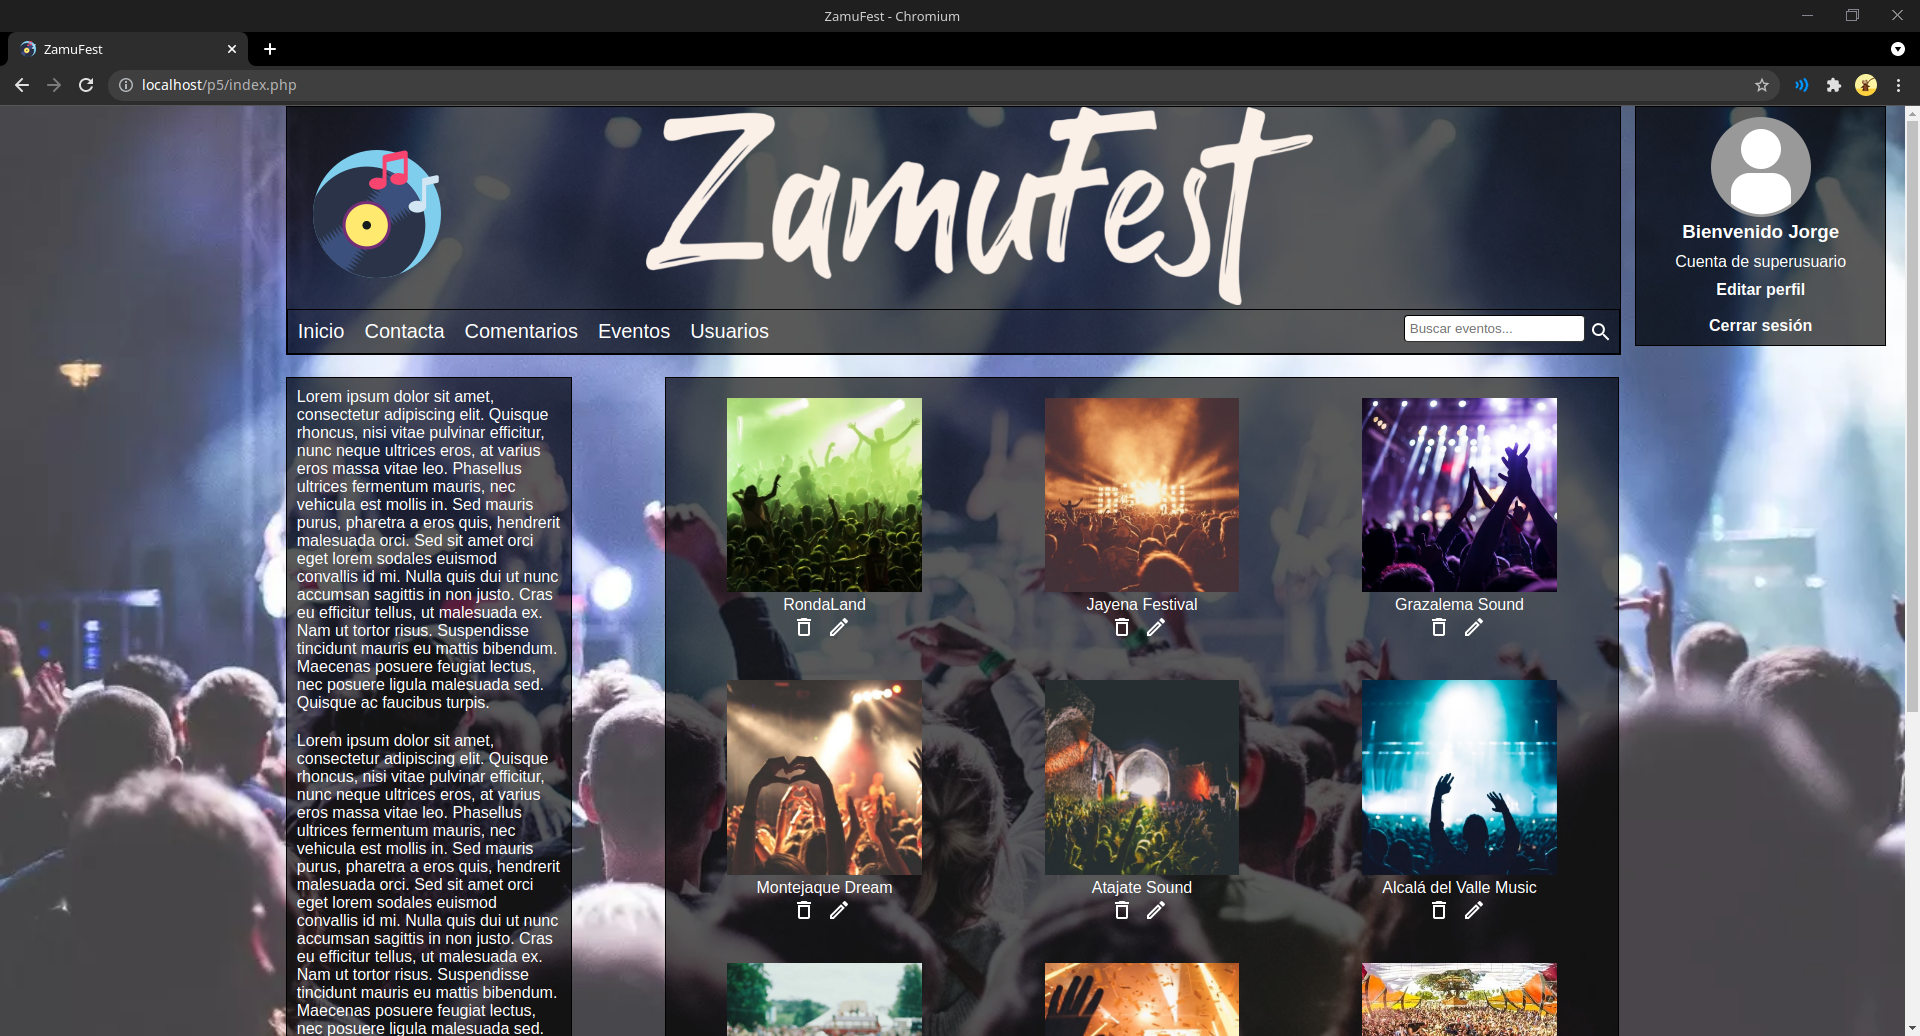 ZamuFest - Chromium
ZamuFest
localhost/p5/index.php
ZamuFest
Inicio Contacta Comentarios Eventos Usuarios
Buscar eventos...
Bienvenido Jorge
Cuenta de superusuario
Editar perfil
Cerrar sesión
Lorem ipsum dolor sit amet,
consectetur adipiscing elit. Quisque
rhoncus, nisi vitae pulvinar efficitur,
nunc neque ultrices eros, at varius
eros massa vitae leo. Phasellus
ultrices fermentum mauris, nec
vehicula est mollis in. Sed mauris
purus, pharetra a eros quis, hendrerit
malesuada orci. Sed sit amet orci
eget lorem sodales euismod
convallis id mi. Nulla quis dui ut nunc
accumsan sagittis in non justo. Cras
eu efficitur tellus, ut malesuada ex.
Nam ut tortor risus. Suspendisse
tincidunt mauris eu mattis bibendum.
Maecenas posuere feugiat lectus,
nec posuere ligula malesuada sed.
Quisque ac faucibus turpis.
Lorem ipsum dolor sit amet,
consectetur adipiscing elit. Quisque
rhoncus, nisi vitae pulvinar efficitur,
nunc neque ultrices eros, at varius
eros massa vitae leo. Phasellus
ultrices fermentum mauris, nec
vehicula est mollis in. Sed mauris
purus, pharetra a eros quis, hendrerit
malesuada orci. Sed sit amet orci
eget lorem sodales euismod
convallis id mi. Nulla quis dui ut nunc
accumsan sagittis in non justo. Cras
eu efficitur tellus, ut malesuada ex.
Nam ut tortor risus. Suspendisse
tincidunt mauris eu mattis bibendum.
Maecenas posuere feugiat lectus,
nec posuere ligula malesuada sed.
RondaLand
Jayena Festival
Grazalema Sound
Montejaque Dream
Atajate Sound
Alcalá del Valle Music